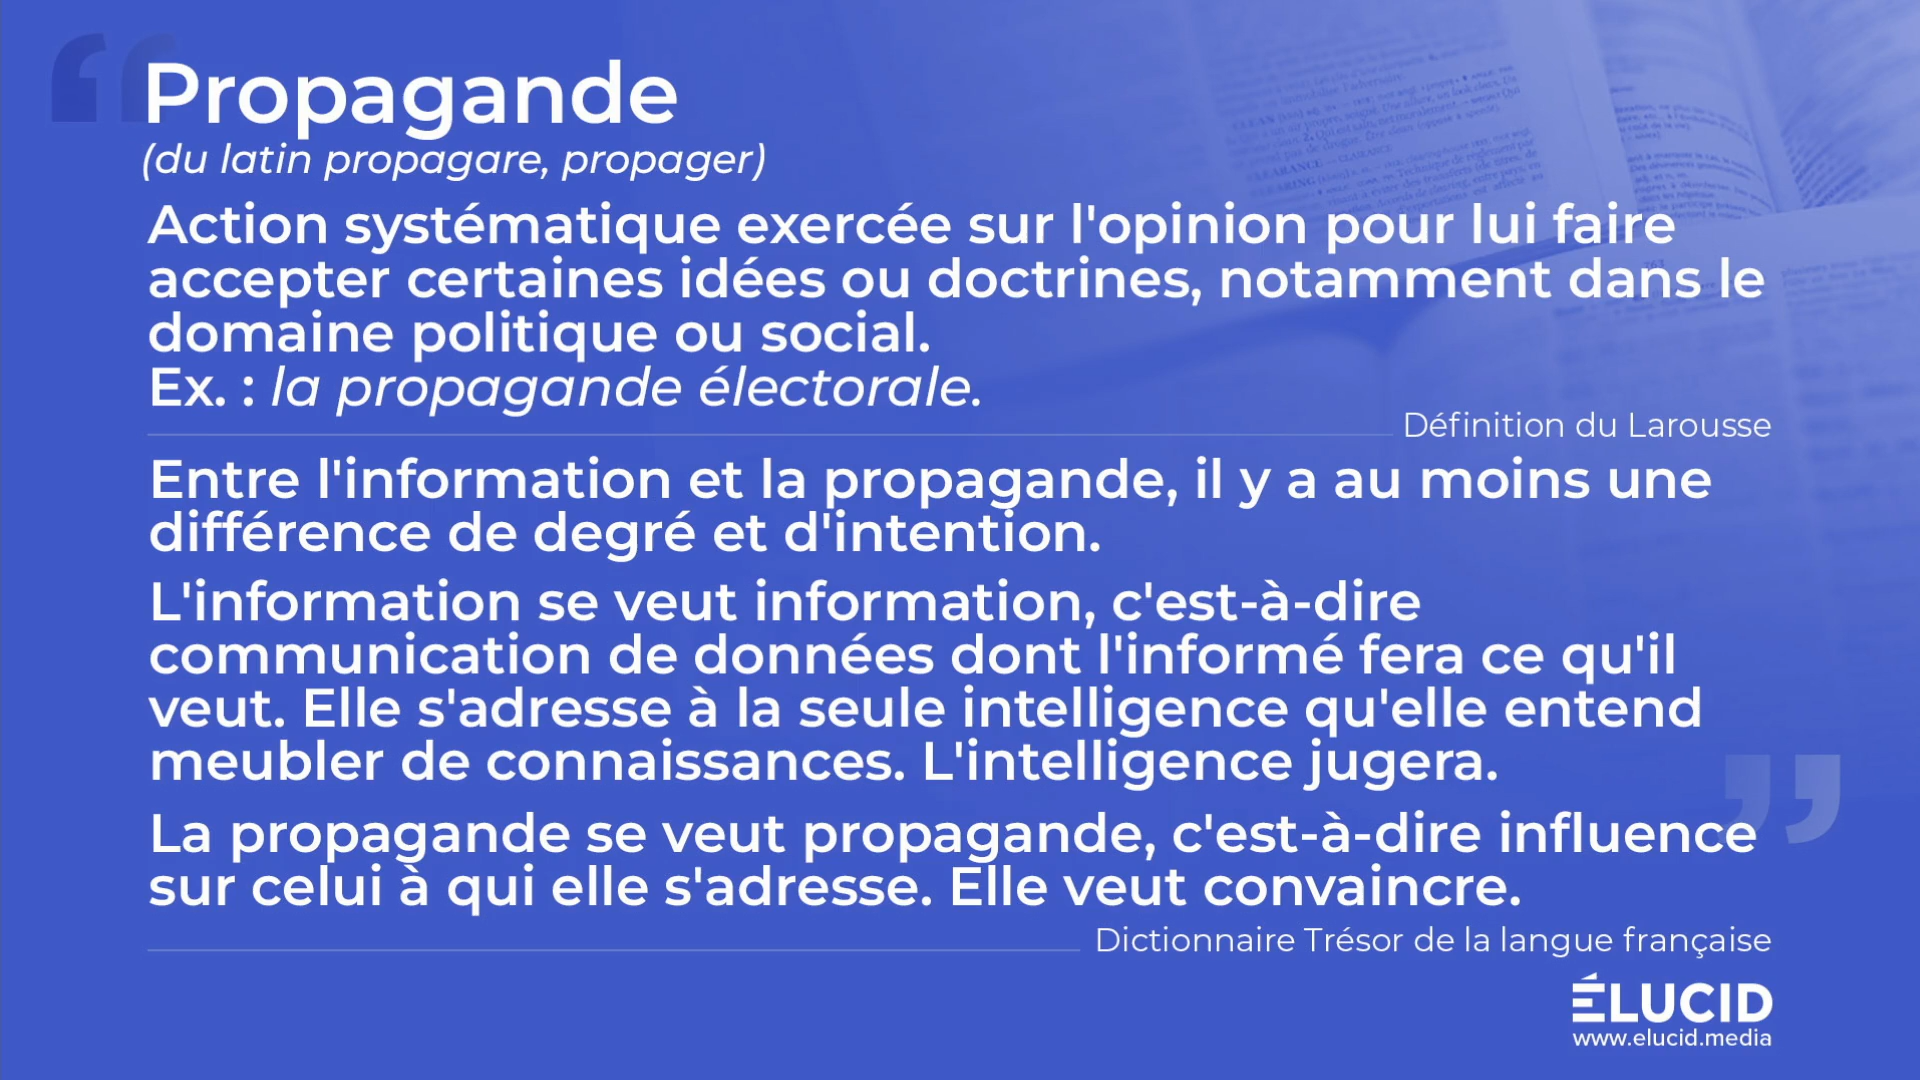 Propagande
(du latin propagare, propager)
Action systématique exercée sur l'opinion pour lui faire
accepter certaines idées ou doctrines, notamment dans le
domaine politique ou social.
Ex. : la propagande électorale.
Définition du Larousse
Entre l'information et la propagande, il y a au moins une
différence de degré et d'intention.
L'information se veut information, c'est-à-dire
communication de données dont l'informé fera ce qu'il
veut. Elle s'adresse à la seule intelligence qu'elle entend
meubler de connaissances. L'intelligence jugera.
La propagande se veut propagande, c'est-à-dire influence
sur celui à qui elle s'adresse. Elle veut convaincre.
Dictionnaire Trésor de la langue française
ÉLUCID
www.elucid.media